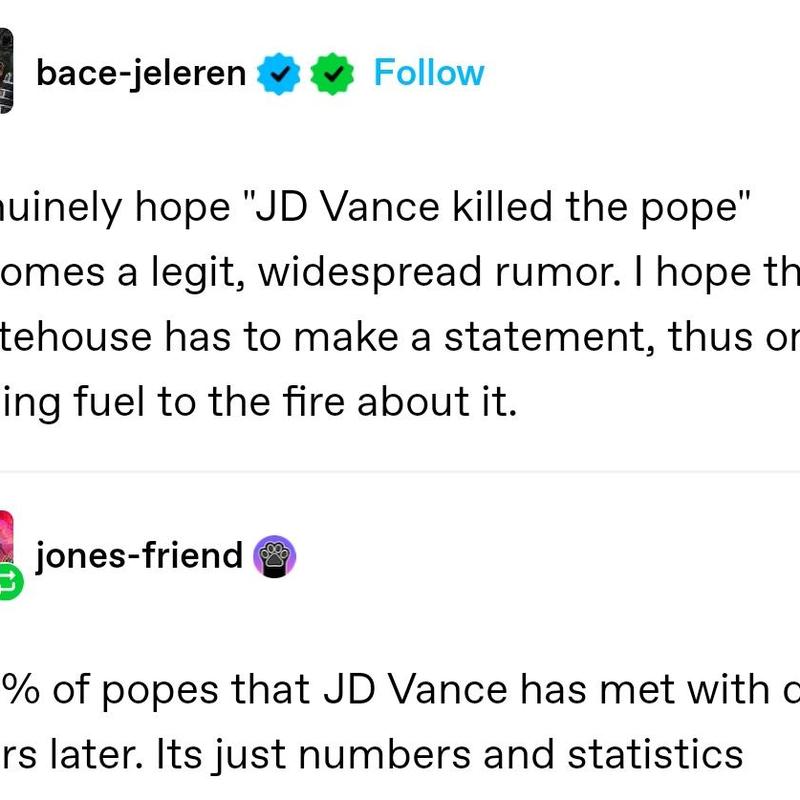 bace-jeleren Follow
nuinely hope "JD Vance killed the pope"
omes a legit, widespread rumor. I hope th
tehouse has to make a statement, thus or
ing fuel to the fire about it.
jones-friend
% of popes that JD Vance has met with d
rs later. Its just numbers and statistics